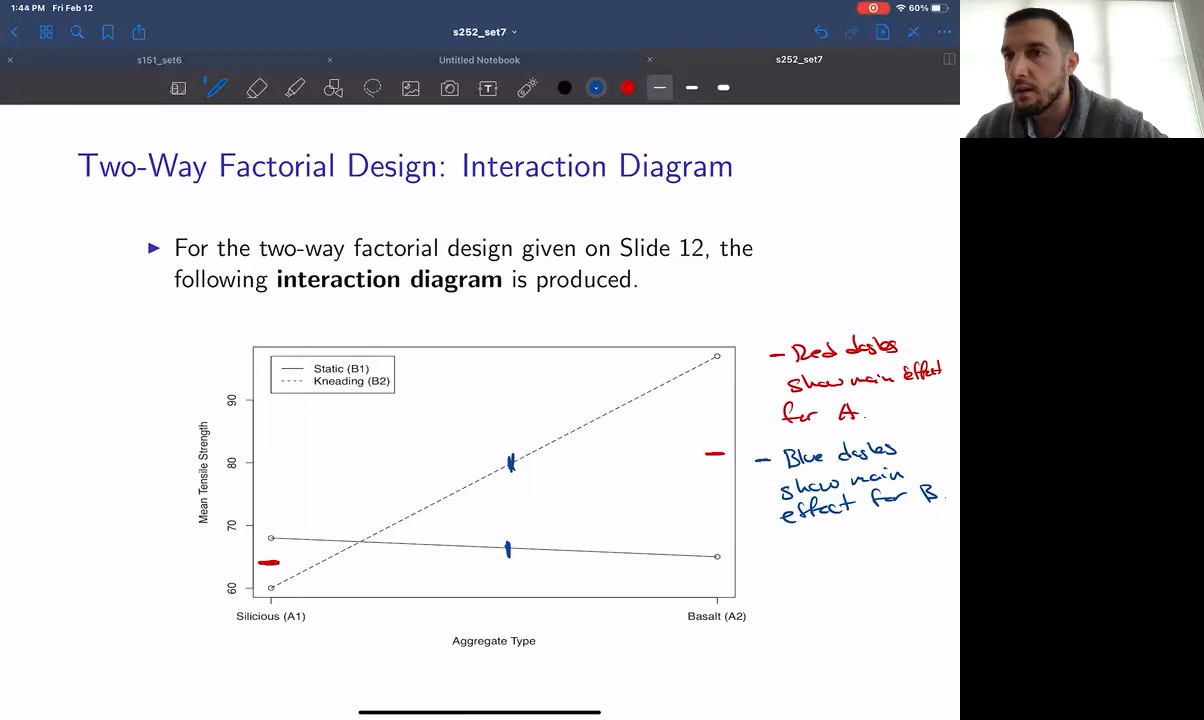 1:44 PM Fri Feb 12
60%
s252_set7
s151_set6
Untitled Notebook
s252_set7
Two-Way Factorial Design: Interaction Diagram
For the two-way factorial design given on Slide 12, the
following interaction diagram is produced.
Static (B1)
Kneading (B2)
Mean Tensile Strength
90
80
70
60
Silicious (A1)
Basalt (A2)
Aggregate Type
- Red dashes
show main effect
for A.
- Blue dashes
show main
effect for B.